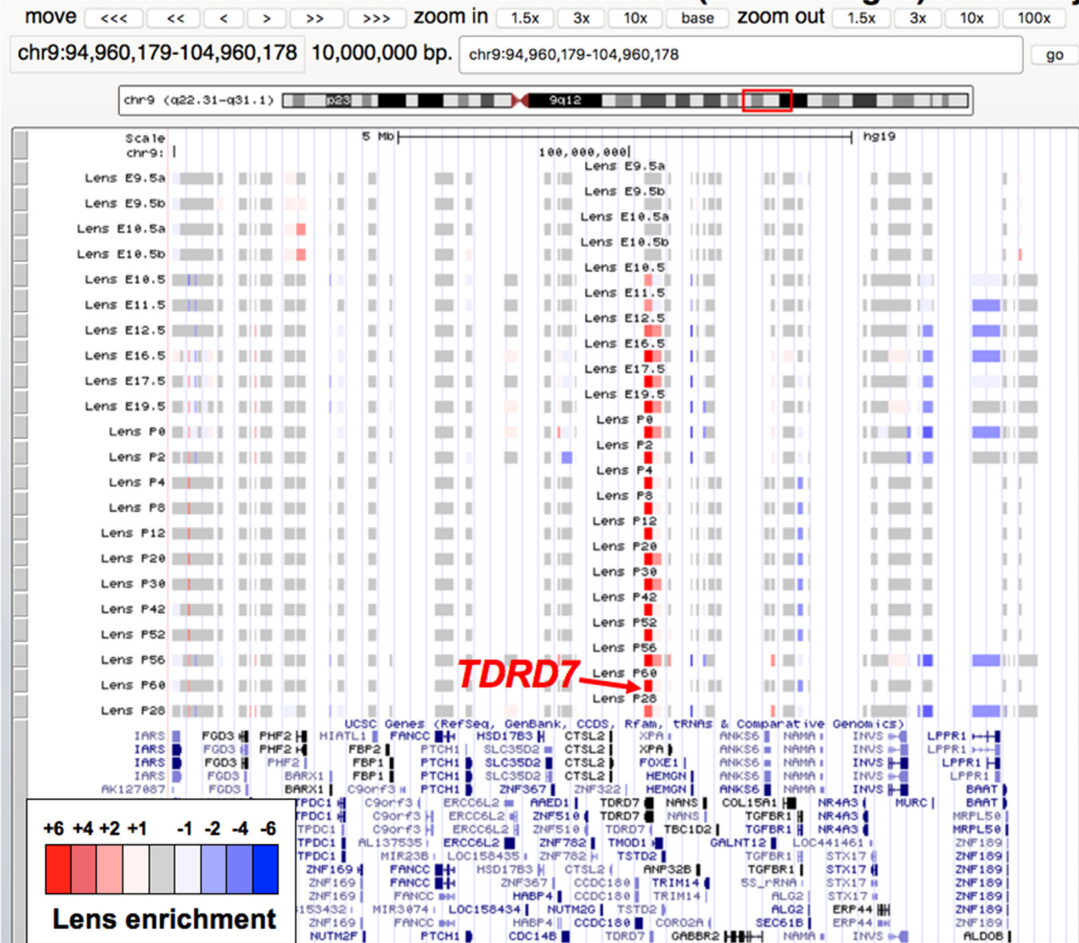 move <<< << < > >> >>> zoom in 1.5x 3x 10x base zoom out 1.5x 3x 10x 100x
chr9:94,960,179-104,960,178 10,000,000 bp. chr9:94,960,179-104,960,178 go
chr9 (q22.31-q31.1) p23 9q12
Scale 5 Mb hg19
chr9: 100,000,000
Lens E9.5a
Lens E9.5a
Lens E9.5b
Lens E9.5b
Lens E10.5a
Lens E10.5a
Lens E10.5b
Lens E10.5b
Lens E10.5
Lens E10.5
Lens E11.5
Lens E11.5
Lens E12.5
Lens E12.5
Lens E16.5
Lens E16.5
Lens E17.5
Lens E17.5
Lens E19.5
Lens E19.5
Lens P0
Lens P0
Lens P2
Lens P2
Lens P4
Lens P4
Lens P8
Lens P8
Lens P12
Lens P12
Lens P20
Lens P20
Lens P30
Lens P30
Lens P42
Lens P42
Lens P52
Lens P52
Lens P56
Lens P56
TDRD7 Lens P60
Lens P60
Lens P28
Lens P28
UCSC Genes (RefSeq, GenBank, CCDS, Rfam, tRNAs & Comparative Genomics)
IARS FGD3 PHF2 HIATL1 FANCC HSD17B3 CTSL2 XPA ANKS6 NAMA INVS LPPR1
IARS FGD3 PHF2 FBP2 PTCH1 SLC35D2 CTSL2 XPA ANKS6 NAMA INVS LPPR1
IARS FGD3 PHF2 FBP1 PTCH1 SLC35D2 CTSL2 FOXE1 ANKS6 NAMA INVS LPPR1
IARS FGD3 BARX1 FBP1 PTCH1 SLC35D2 CTSL2 HEMGN ANKS6 NAMA INVS LPPR1
AK127087 FGD3 BARX1 C9orf3 PTCH1 ZNF367 ZNF322 HEMGN ANKS6 NAMA INVS BAAT
TPDC1 C9orf3 ERCC6L2 AAED1 TDRD7 NANS COL15A1 NR4A3 MURC BAAT
TPDC1 C9orf3 ERCC6L2 ZNF510 TDRD7 NANS TGFBR1 NR4A3 MRPL50
TPDC1 C9orf3 ERCC6L2 ZNF510 TDRD7 TBC1D2 TGFBR1 NR4A3 MRPL50
TPDC1 AL137535 ERCC6L2 ZNF782 TMOD1 GALNT12 LOC441461 ZNF189
TPDC1 MIR23B LOC158435 ZNF782 TSTD2 TGFBR1 STX17 ZNF189
ZNF169 FANCC HSD17B3 CTSL2 ANP32B TGFBR1 STX17 ZNF189
ZNF169 FANCC ZNF367 CCDC180 TRIM14 5S_rRNA STX17 ZNF189
ZNF169 FANCC HABP4 CCDC180 TRIM14 ALG2 STX17 ZNF189
153432 MIR3074 LOC158434 NUTM2G TSTD2 ALG2 ERP44 ZNF189
ZNF169 FANCC HABP4 CCDC180 CORO2A SEC61B ERP44 ZNF189
NUTM2F PTCH1 CDC14B TDRD7 GABBR2 NAMA INVS ALDOB
+6 +4 +2 +1 -1 -2 -4 -6
Lens enrichment